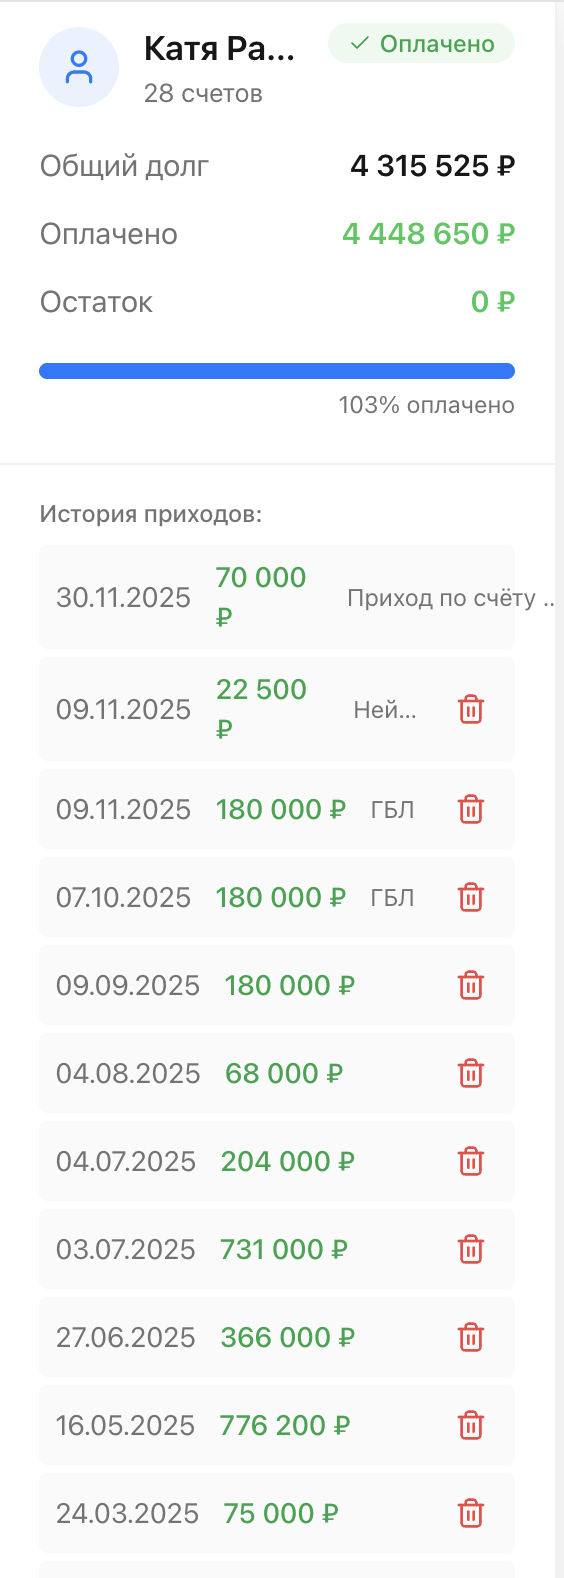 Катя Ра...
Оплачено
28 счетов
Общий долг 4 315 525 ₽
Оплачено 4 448 650 ₽
Остаток 0 ₽
103% оплачено
История приходов:
30.11.2025 70 000 ₽ Приход по счёту ..
09.11.2025 22 500 ₽ Ней...
09.11.2025 180 000 ₽ ГБЛ
07.10.2025 180 000 ₽ ГБЛ
09.09.2025 180 000 ₽
04.08.2025 68 000 ₽
04.07.2025 204 000 ₽
03.07.2025 731 000 ₽
27.06.2025 366 000 ₽
16.05.2025 776 200 ₽
24.03.2025 75 000 ₽